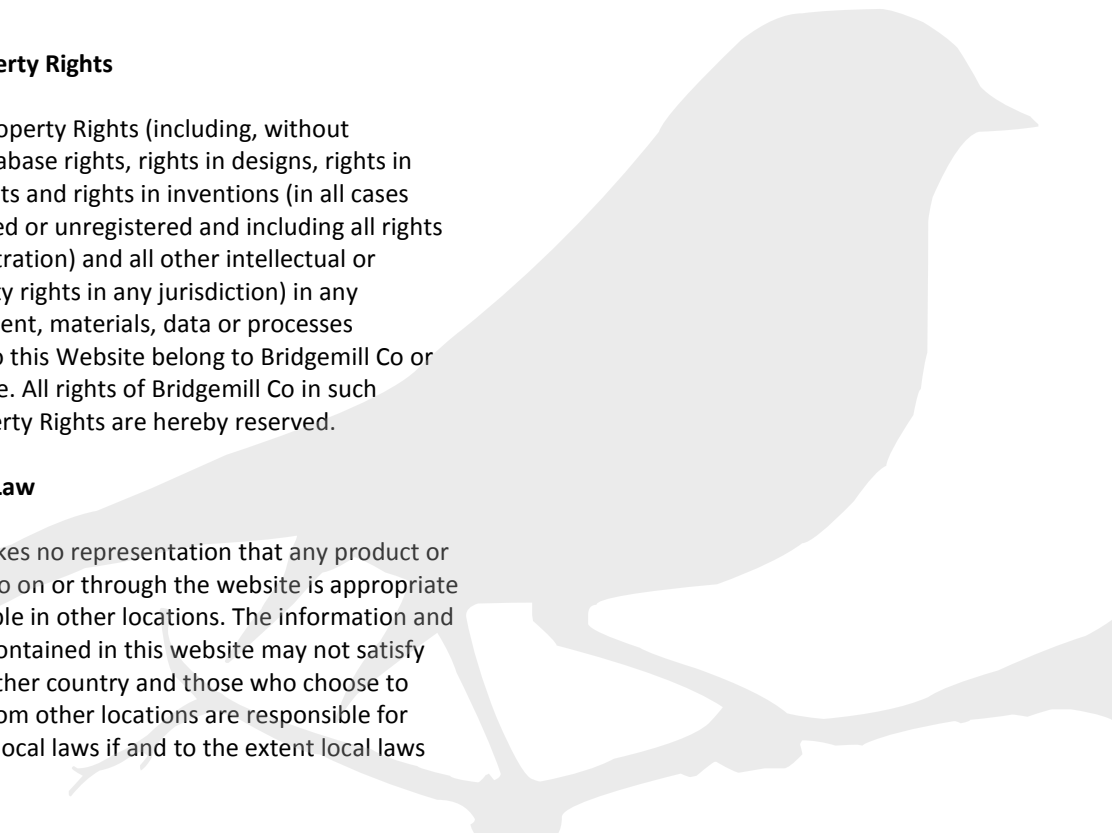 erty Rights
operty Rights (including, without
abase rights, rights in designs, rights in
ts and rights in inventions (in all cases
ed or unregistered and including all rights
tration) and all other intellectual or
ty rights in any jurisdiction) in any
ent, materials, data or processes
o this Website belong to Bridgemill Co or
e. All rights of Bridgemill Co in such
erty Rights are hereby reserved.
Law
kes no representation that any product or
o on or through the website is appropriate
ble in other locations. The information and
ontained in this website may not satisfy
ther country and those who choose to
om other locations are responsible for
local laws if and to the extent local laws